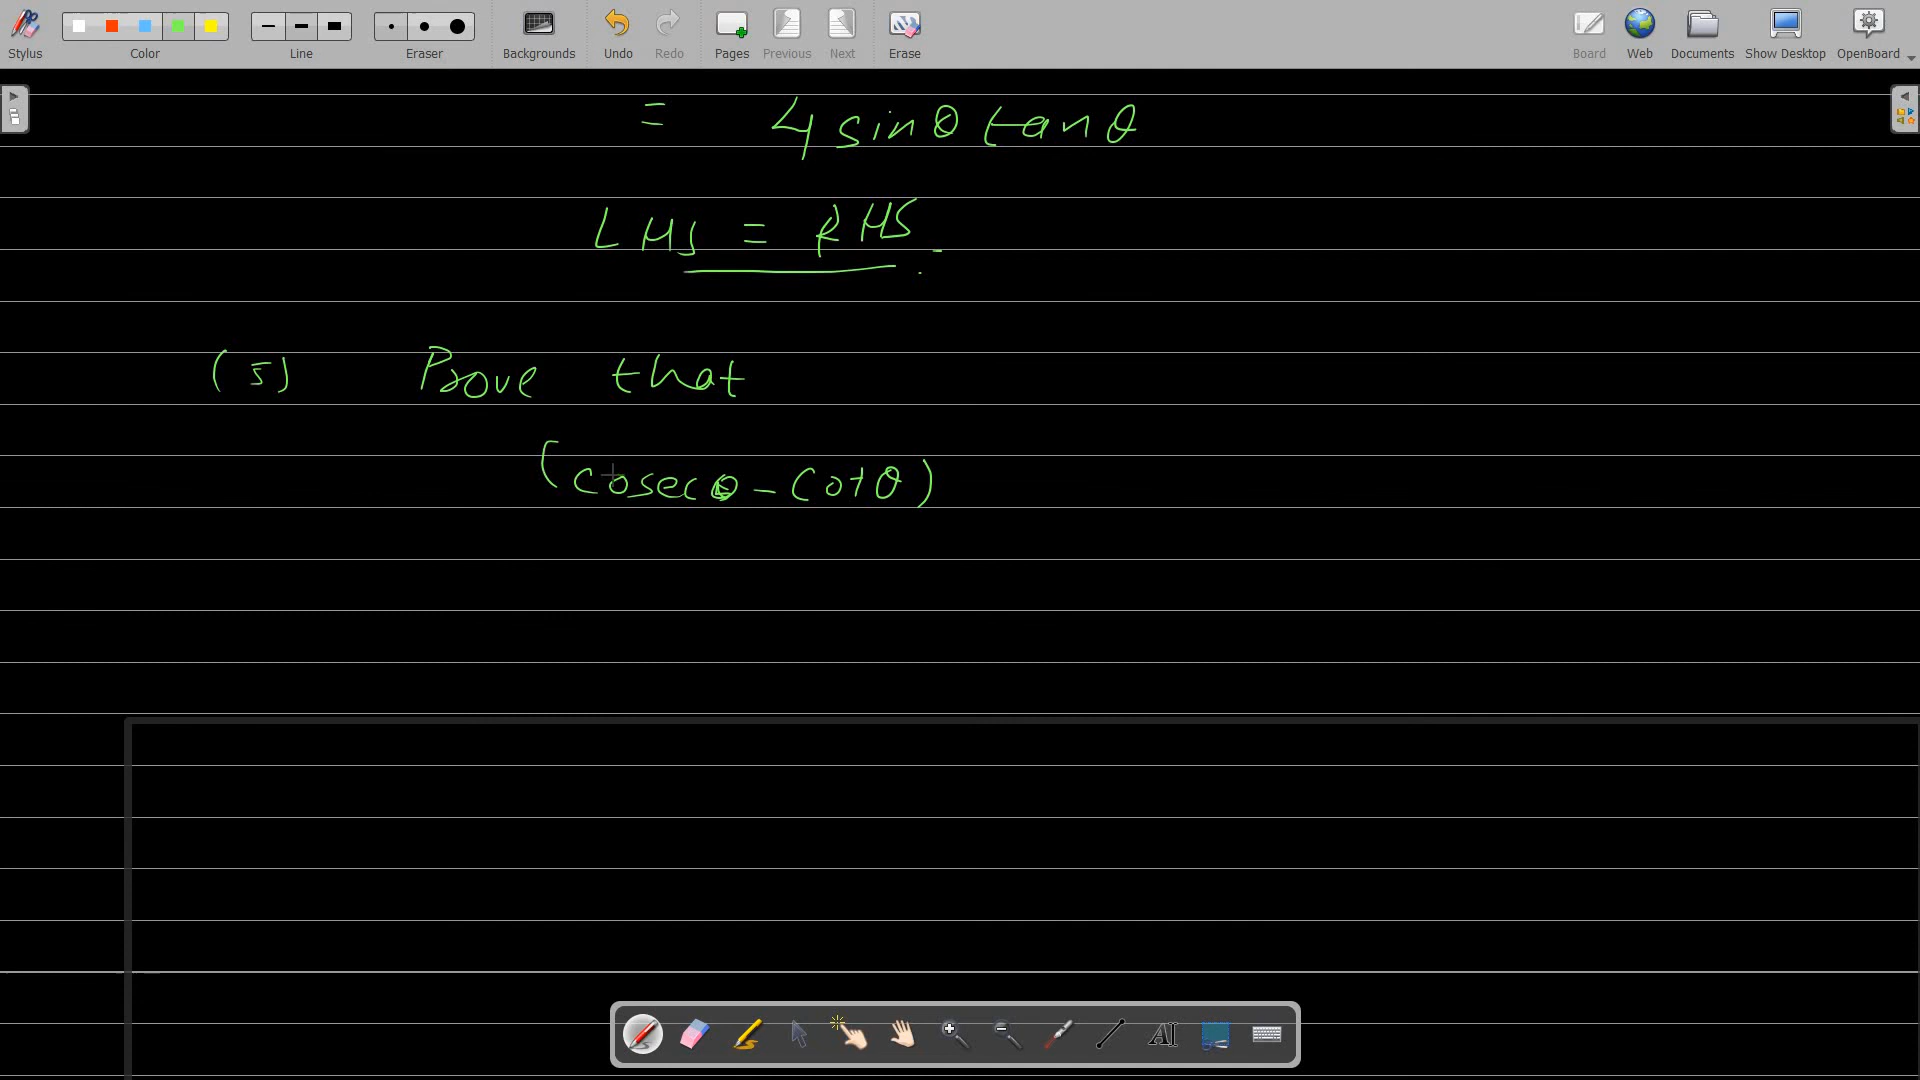 Stylus Color Line Eraser Backgrounds Undo Redo Pages Previous Next Erase Board Web Documents Show Desktop OpenBoard
= 4 sinθ tanθ
LHS = RHS.
(5) Prove that
(cosecθ - cotθ)
AI